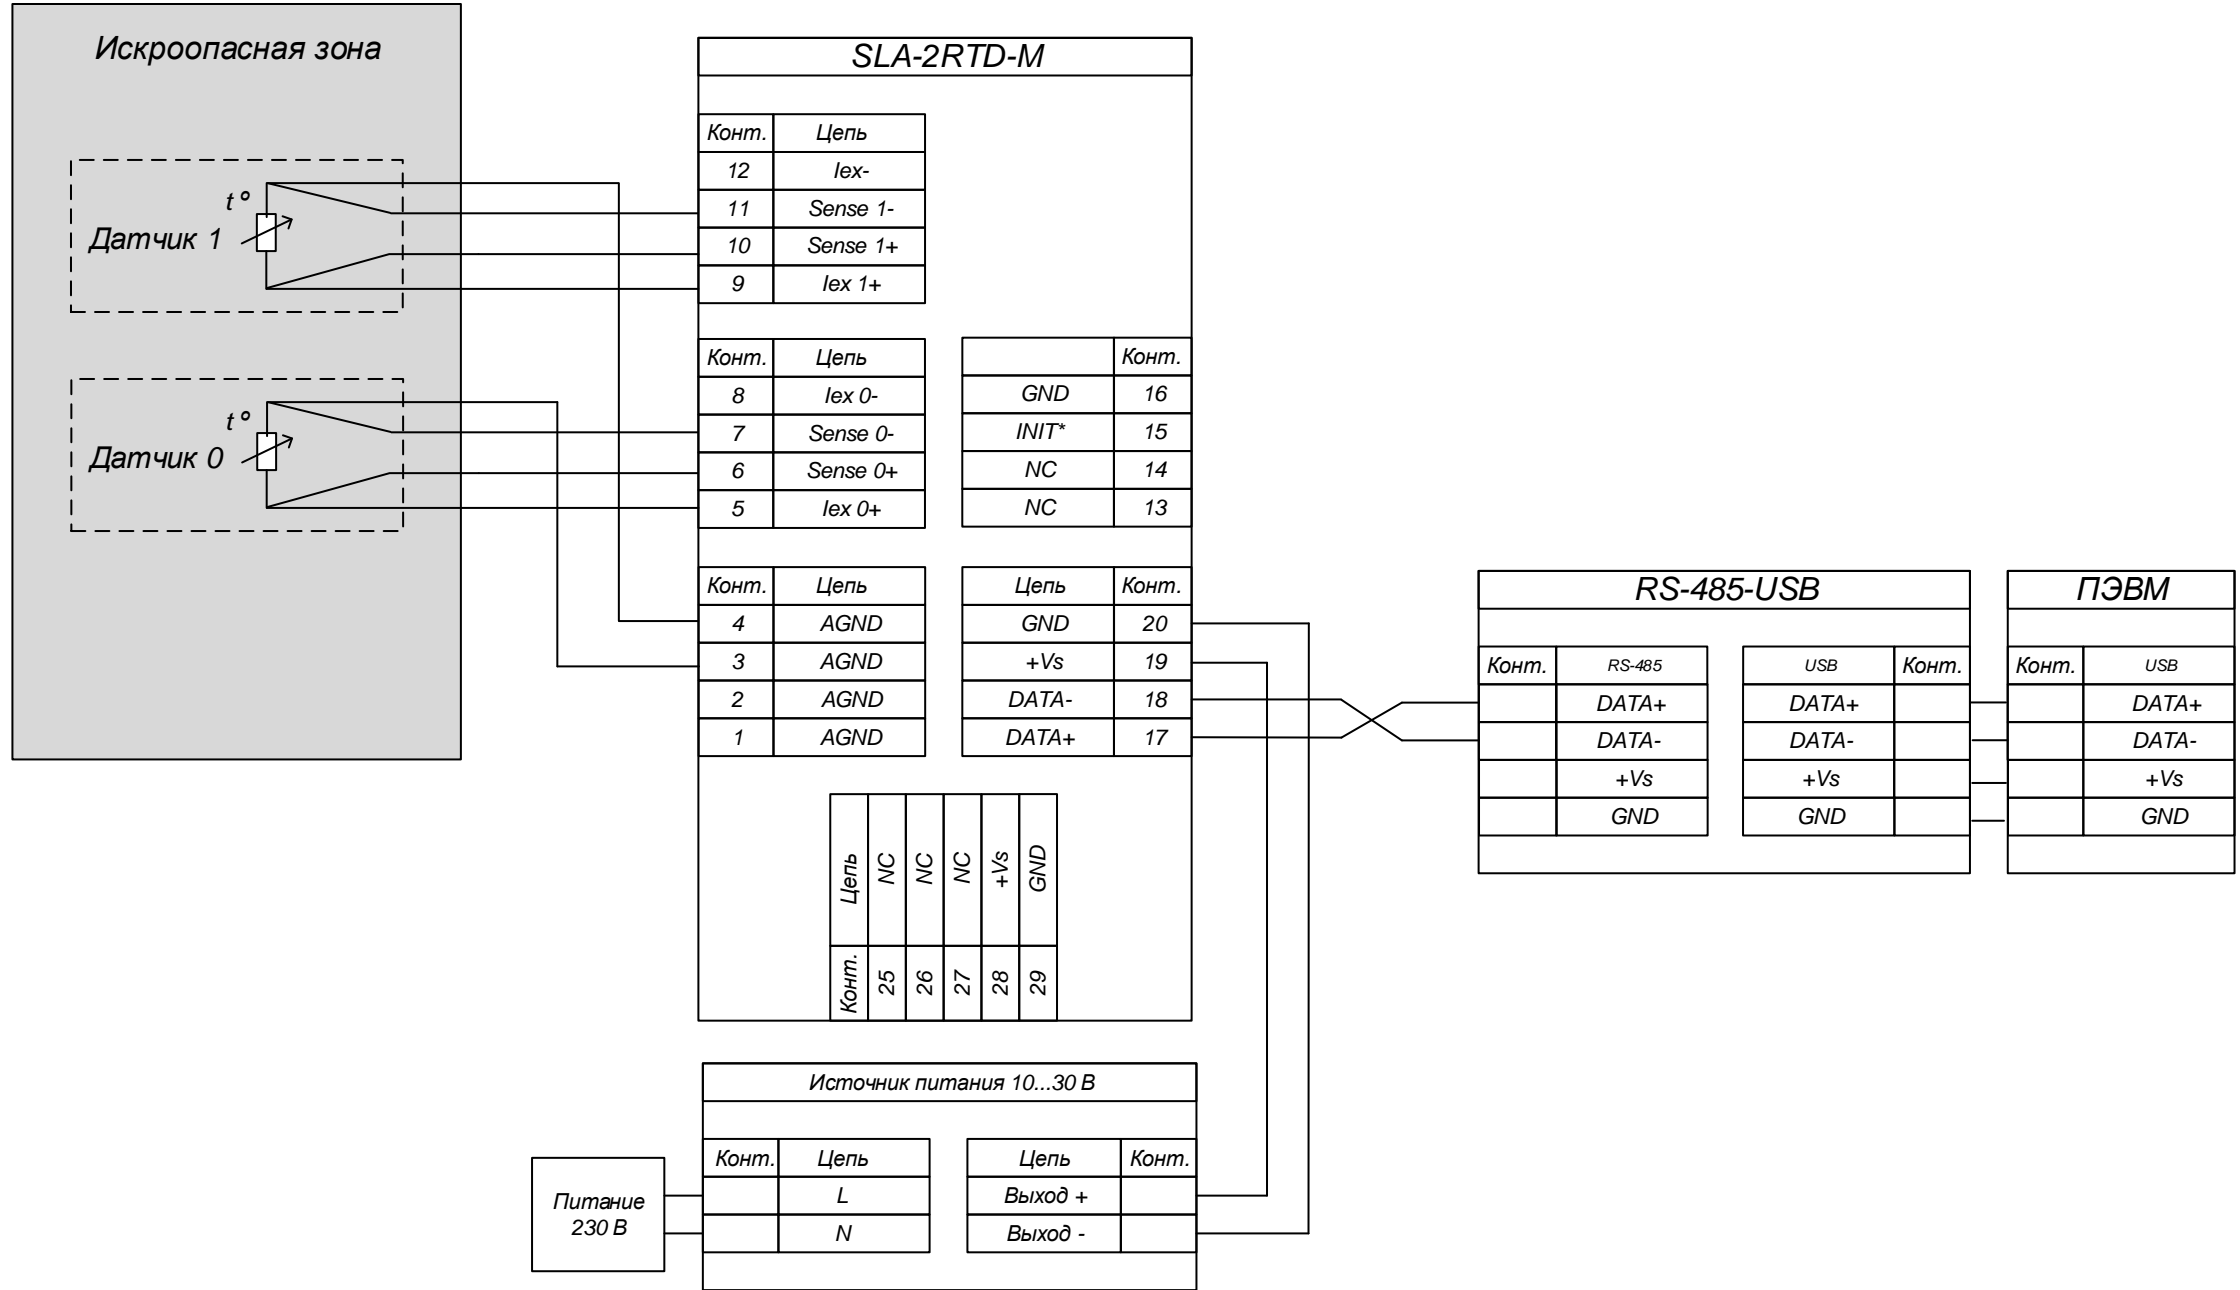 Искроопасная зона
t°
Датчик 1
t°
Датчик 0
SLA-2RTD-M
Конт. Цепь
12 Iex-
11 Sense 1-
10 Sense 1+
9 Iex 1+
Конт. Цепь
8 Iex 0-
7 Sense 0-
6 Sense 0+
5 Iex 0+
Конт.
GND 16
INIT* 15
NC 14
NC 13
Конт. Цепь
4 AGND
3 AGND
2 AGND
1 AGND
Цепь Конт.
GND 20
+Vs 19
DATA- 18
DATA+ 17
Конт. Цепь
25 NC
26 NC
27 NC
28 +Vs
29 GND
RS-485-USB
Конт. RS-485
DATA+
DATA-
+Vs
GND
USB Конт.
DATA+
DATA-
+Vs
GND
ПЭВМ
Конт. USB
DATA+
DATA-
+Vs
GND
Источник питания 10...30 В
Конт. Цепь
L
N
Цепь Конт.
Выход +
Выход -
Питание
230 В